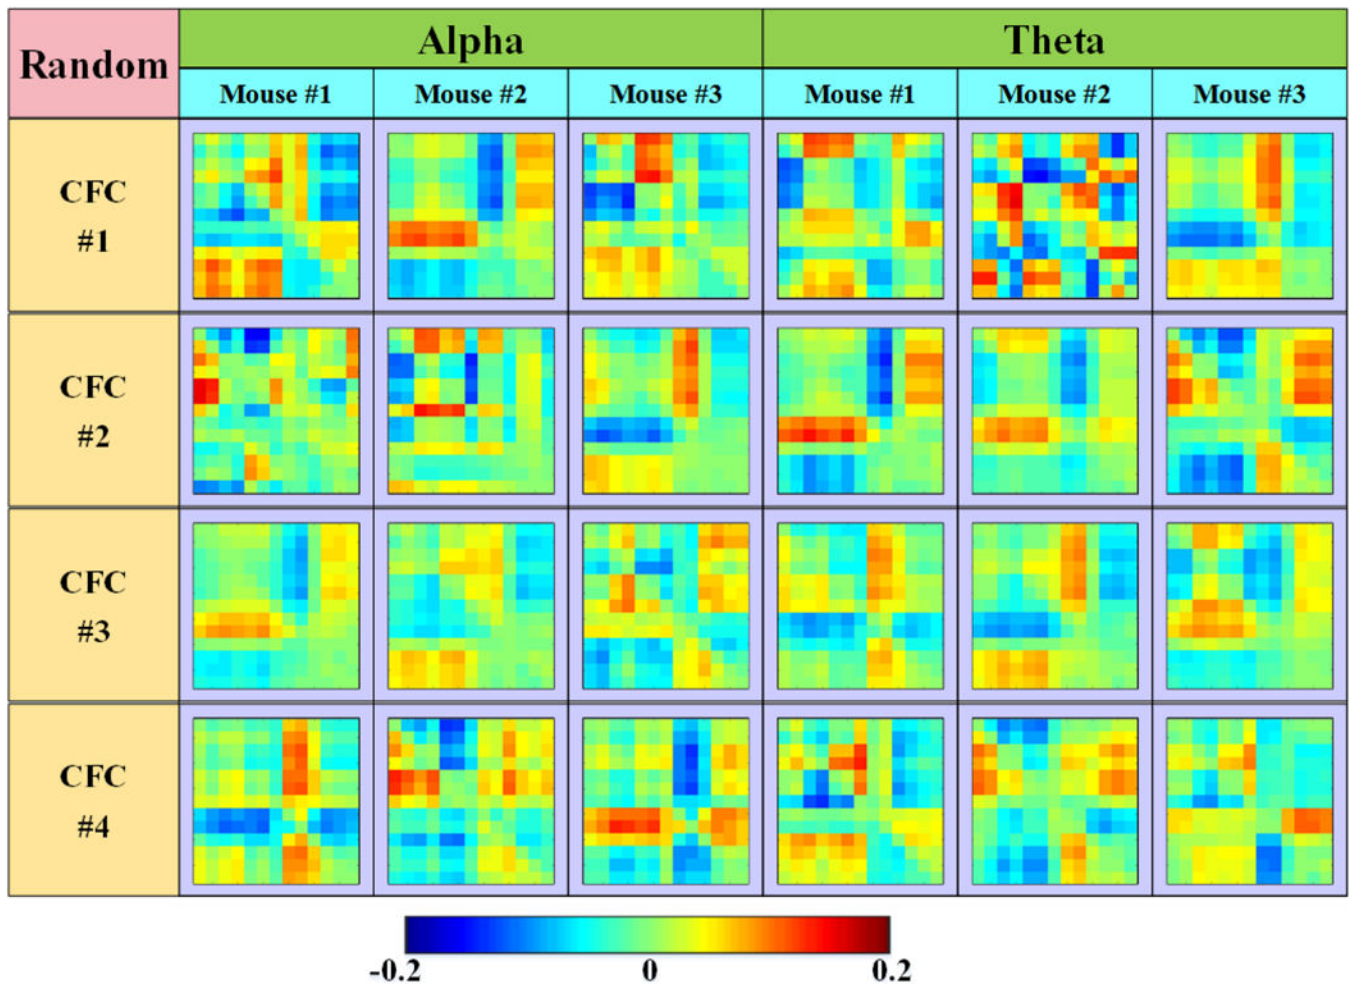 Random
Alpha
Theta
Mouse #1
Mouse #2
Mouse #3
Mouse #1
Mouse #2
Mouse #3
CFC
#1
CFC
#2
CFC
#3
CFC
#4
-0.2
0
0.2